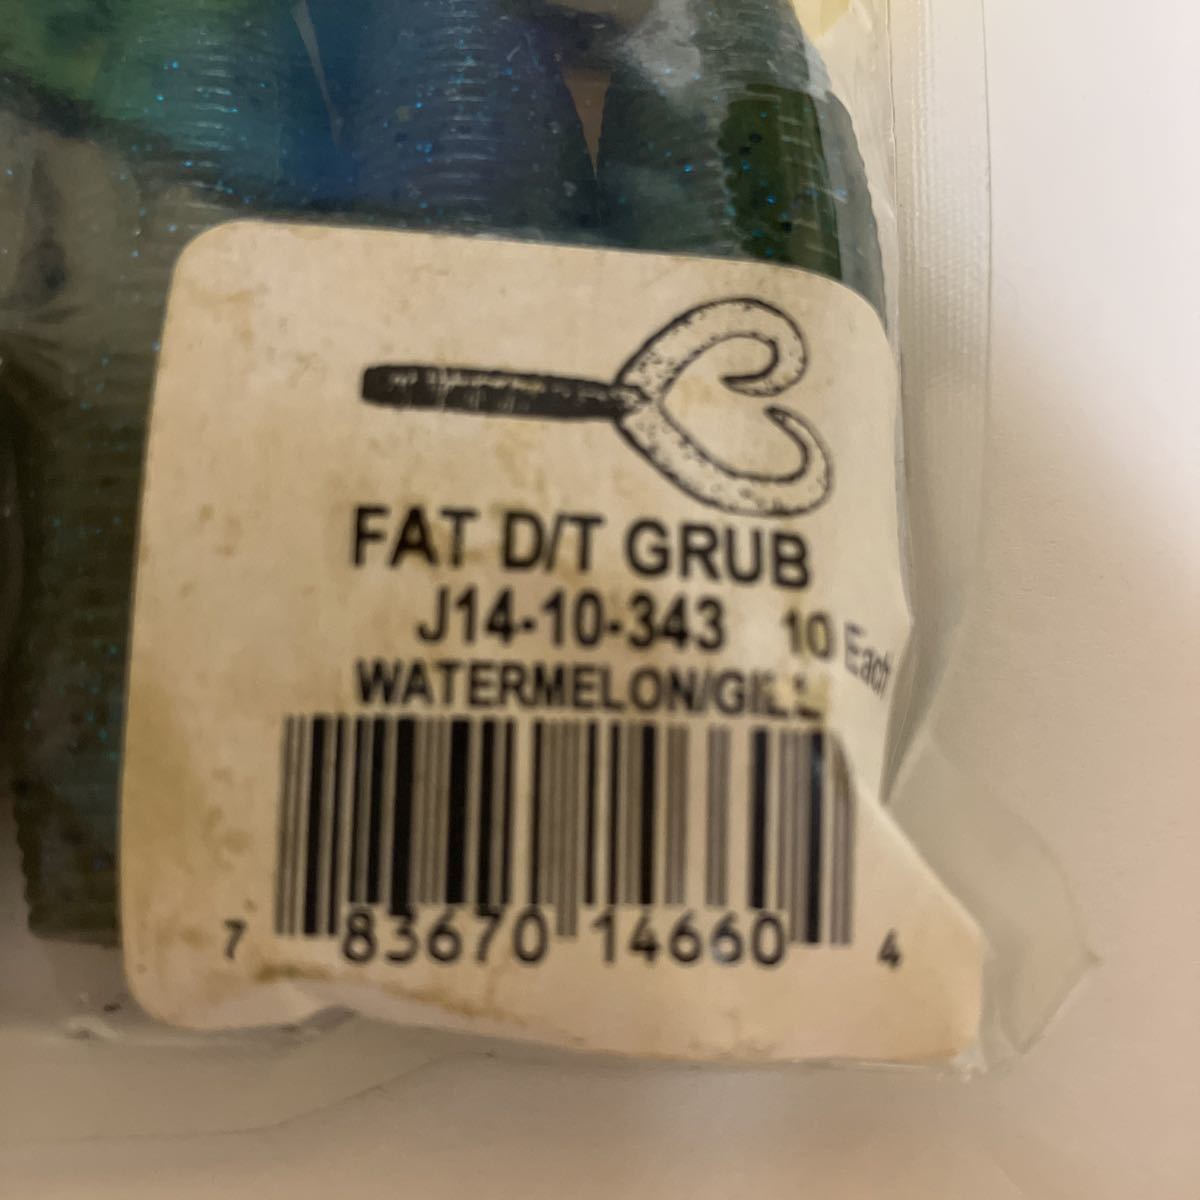 FAT D/T GRUB
J14-10-343 10 Each
WATERMELON/GILL
7 83670 14660 4